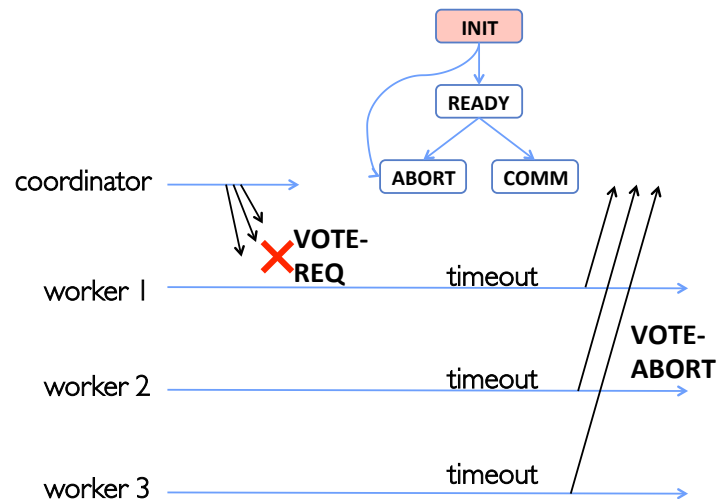 INIT
READY
ABORT
COMM
coordinator
VOTE-
REQ
timeout
worker 1
VOTE-
ABORT
timeout
worker 2
timeout
worker 3